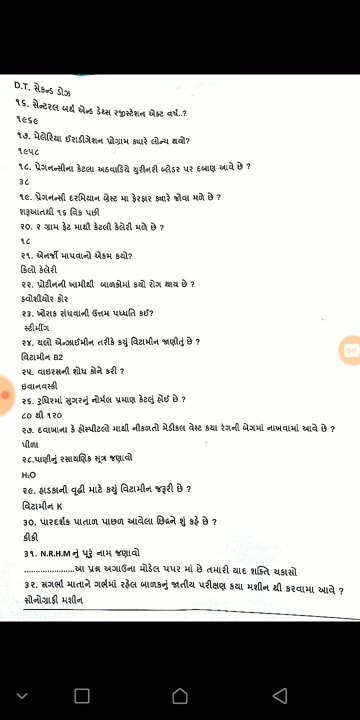 D.T. સેકન્ડ ડોઝ
૧૬. સેન્ટરલ બર્થ એન્ડ ડેથ્સ રજીસ્ટેશન એક્ટ વર્ષ..?
૧૯૬૯
૧૭. મેલેરિયા ઈરાડીગેશન પ્રોગ્રામ ક્યારે લોન્ચ થયો?
૧૯૫૮
૧૮. પ્રેગનન્સીના કેટલા અઠવાડિયે યુરીનરી બ્લેડર પર દબાણ આવે છે ?
૩૮
૧૯. પ્રેગનન્સી દરમિયાન બ્રેસ્ટ મા ફેરફાર ક્યારે જોવા મળે છે ?
શરૂઆતથી ૧૬ વિક પછી
૨૦. ૨ ગ્રામ ફેટ માથી કેટલી કેલેરી મળે છે ?
૧૮
૨૧. એનર્જી માપવાનો એકમ કયો?
કિલો કેલેરી
૨૨. પ્રોટીનની ખામીથી બાળકોમાં કયો રોગ થાય છે ?
ક્વોશીયોર કોર
૨૩. ખોરાક રાંધવાની ઉત્તમ પધ્ધતિ કઈ?
સ્ટીમીંગ
૨૪. યલો એન્ઝાઈમીન તરીકે કયું વિટામીન જાણીતું છે ?
વિટામીન B2
૨૫. વાઇરસની શોધ કોને કરી ?
ઇવાનવસ્કી
૨૬. રુધિરમાં સુગરનું નોર્મલ પ્રમાણ કેટલું હોઈ છે ?
૮૦ થી ૧૨૦
૨૭. દવાખાના કે હોસ્પીટલો માથી નીકળતો મેડીકલ વેસ્ટ કયા રંગની બેગમાં નાખવામાં આવે છે ?
પીળા
૨૮.પાણીનું રસાયણિક સૂત્ર જણાવો
H₂O
૨૯. હાડકાની વૃદ્ધી માટે કયું વિટામીન જરૂરી છે ?
વિટામીન K
૩૦. પારદર્શક પાતાળ પાછળ આવેલા છિદ્રને શું કહે છે ?
કીકી
૩૧. N.R.H.M નું પૂરૂં નામ જણાવો
......................આ પ્રશ્ન અગાઉના મોડેલ પપર માં છે તમારી યાદ શક્તિ ચકાસો
૩૨. સગર્ભા માતાને ગર્ભમાં રહેલ બાળકનું જાતીય પરીક્ષણ કયા મશીન થી કરવામા આવે ?
સોનોગ્રાફી મશીન